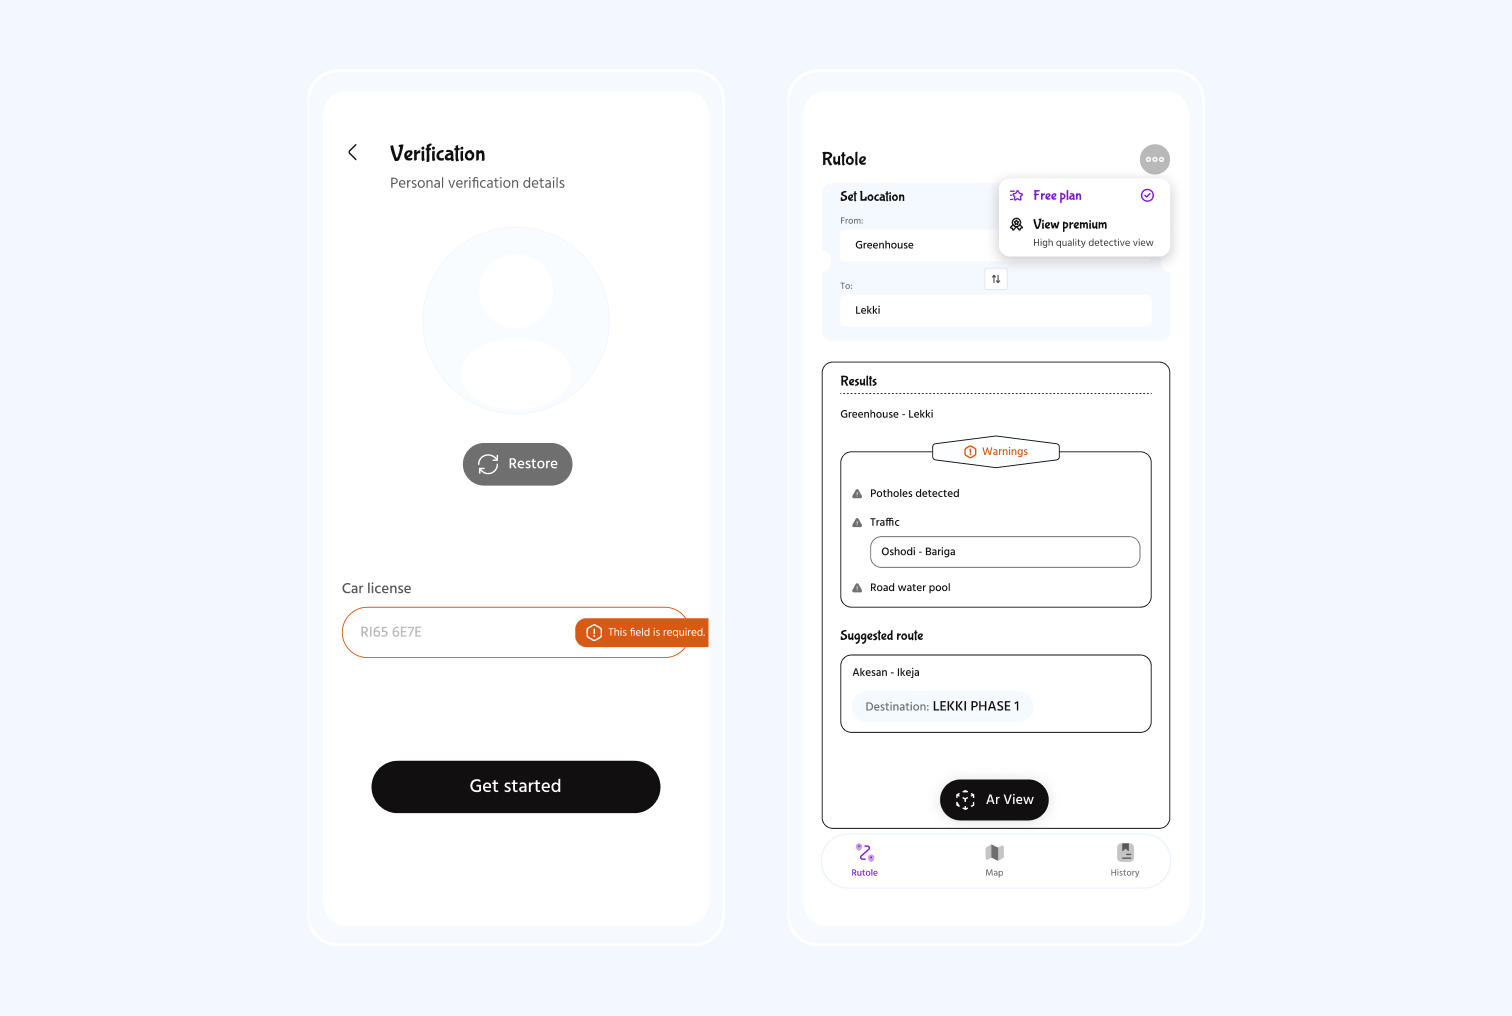 Verification
Personal verification details
Restore
Car license
RI65 6E7E
This field is required.
Get started
Rutole
Set Location
Free plan
View premium
High quality detective view
From:
Greenhouse
To:
Lekki
Results
Greenhouse - Lekki
Warnings
Potholes detected
Traffic
Oshodi - Bariga
Road water pool
Suggested route
Akesan - Ikeja
Destination: LEKKI PHASE 1
Ar View
Rutole
Map
History